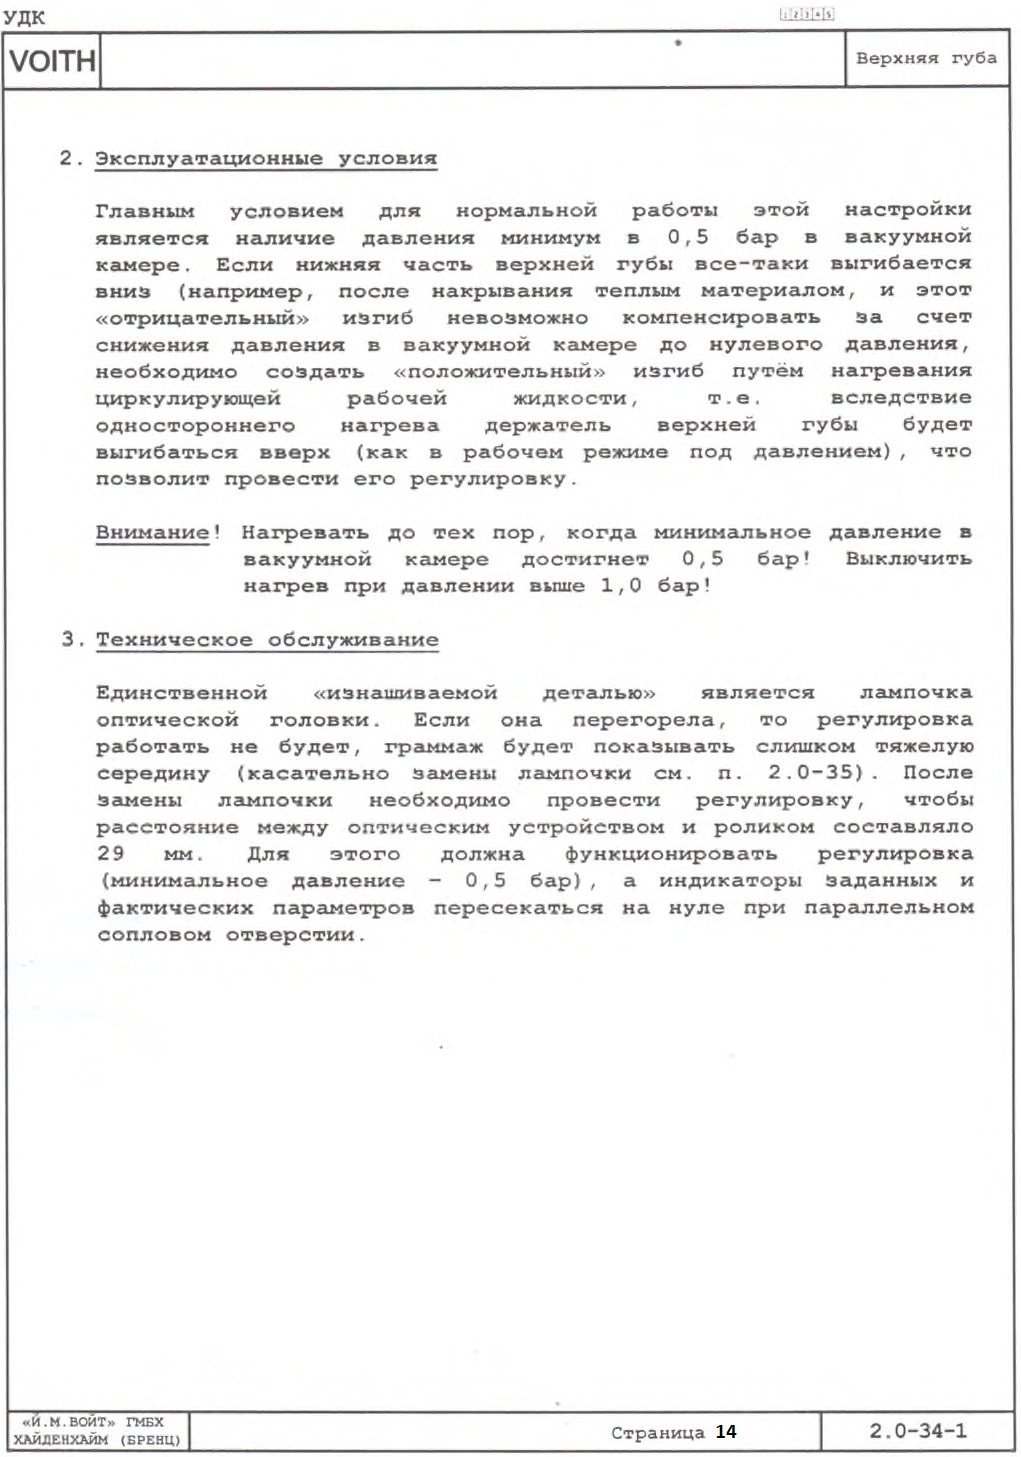 УДК
1 2 3 4 5
VOITH
Верхняя губа
2. Эксплуатационные условия
Главным условием для нормальной работы этой настройки
является наличие давления минимум в 0,5 бар в вакуумной
камере. Если нижняя часть верхней губы все-таки выгибается
вниз (например, после накрывания теплым материалом, и этот
«отрицательный» изгиб невозможно компенсировать за счет
снижения давления в вакуумной камере до нулевого давления,
необходимо создать «положительный» изгиб путём нагревания
циркулирующей рабочей жидкости, т.е. вследствие
одностороннего нагрева держатель верхней губы будет
выгибаться вверх (как в рабочем режиме под давлением), что
позволит провести его регулировку.
Внимание! Нагревать до тех пор, когда минимальное давление в
вакуумной камере достигнет 0,5 бар! Выключить
нагрев при давлении выше 1,0 бар!
3. Техническое обслуживание
Единственной «изнашиваемой деталью» является лампочка
оптической головки. Если она перегорела, то регулировка
работать не будет, граммаж будет показывать слишком тяжелую
середину (касательно замены лампочки см. п. 2.0-35). После
замены лампочки необходимо провести регулировку, чтобы
расстояние между оптическим устройством и роликом составляло
29 мм. Для этого должна функционировать регулировка
(минимальное давление – 0,5 бар), а индикаторы заданных и
фактических параметров пересекаться на нуле при параллельном
сопловом отверстии.
«Й.М.ВОЙТ» ГМБХ
ХАЙДЕНХАЙМ (БРЕНЦ)
Страница 14
2.0-34-1